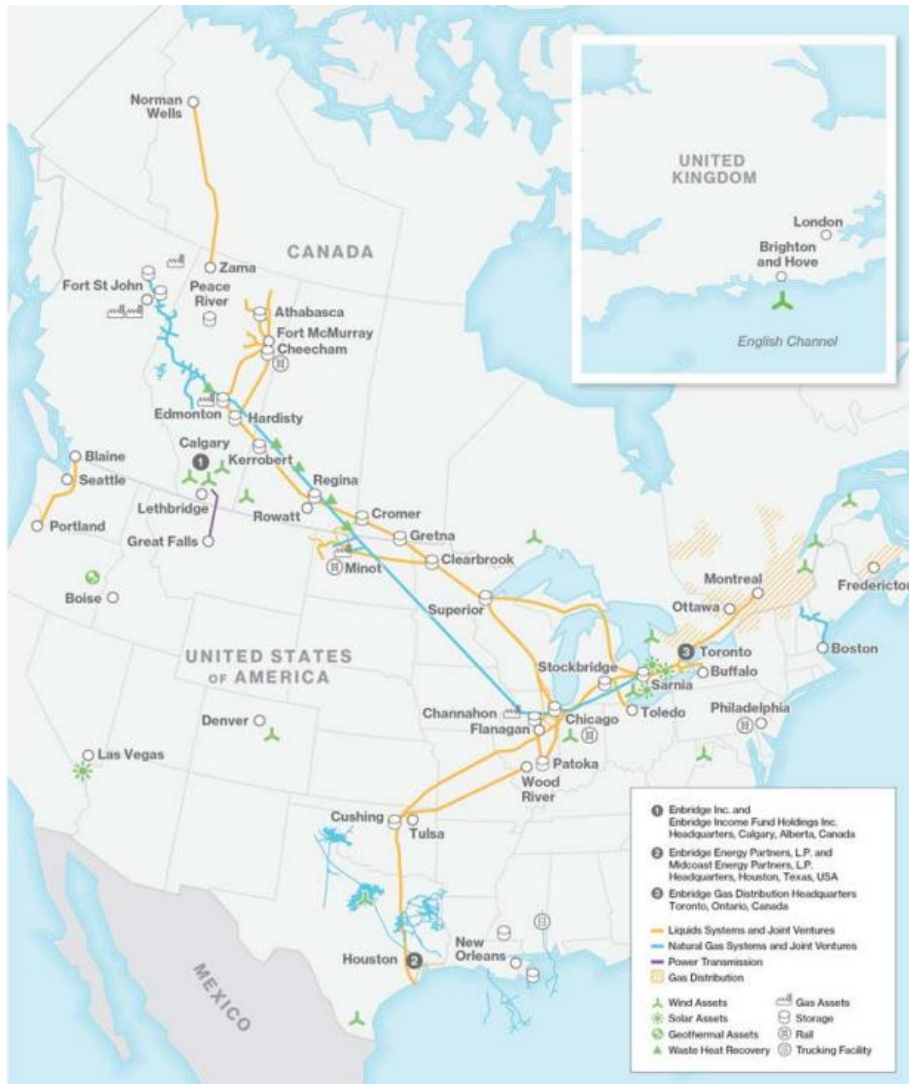 Norman
Wells
CANADA
Zama
Fort St John
Peace
River
Athabasca
Fort McMurray
Cheecham
Edmonton
Hardisty
Calgary
1
Kerrobert
Blaine
Seattle
Regina
Lethbridge
Rowatt
Cromer
Portland
Great Falls
Gretna
Clearbrook
Minot
Boise
Superior
Montreal
Ottawa
Fredericton
UNITED STATES
OF AMERICA
3
Toronto
Stockbridge
Buffalo
Boston
Sarnia
Denver
Channahon
Chicago
Toledo
Philadelphia
Flanagan
Las Vegas
Patoka
Wood
River
Cushing
Tulsa
New
Orleans
Houston
2
MEXICO
UNITED
KINGDOM
London
Brighton
and Hove
English Channel
1 Enbridge Inc. and
Enbridge Income Fund Holdings Inc.
Headquarters, Calgary, Alberta, Canada
2 Enbridge Energy Partners, L.P. and
Midcoast Energy Partners, L.P.
Headquarters, Houston, Texas, USA
3 Enbridge Gas Distribution Headquarters
Toronto, Ontario, Canada
Liquids Systems and Joint Ventures
Natural Gas Systems and Joint Ventures
Power Transmission
Gas Distribution
Wind Assets
Gas Assets
Solar Assets
Storage
Geothermal Assets
Rail
Waste Heat Recovery
Trucking Facility